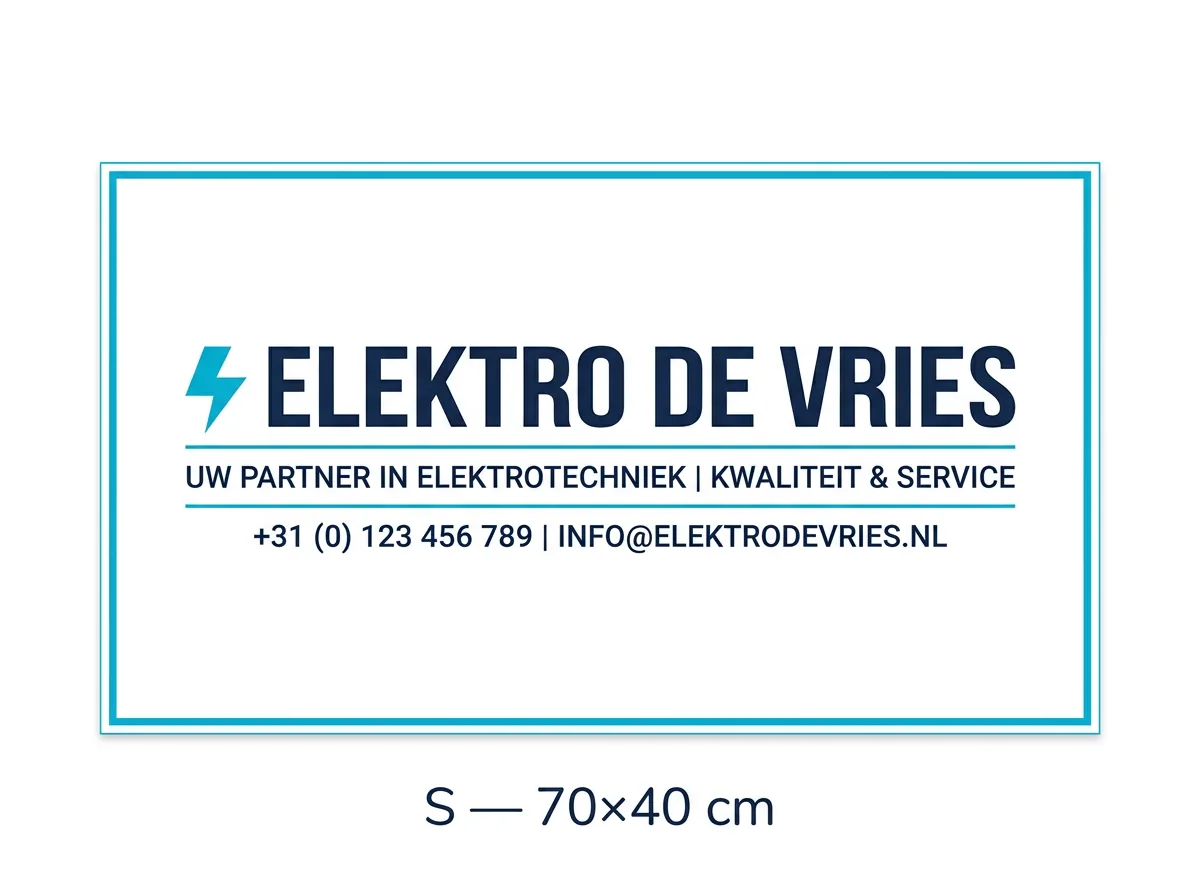 ELEKTRO DE VRIES
UW PARTNER IN ELEKTROTECHNIEK | KWALITEIT & SERVICE
+31 (0) 123 456 789 | INFO@ELEKTRODEVRIES.NL
S — 70×40 cm